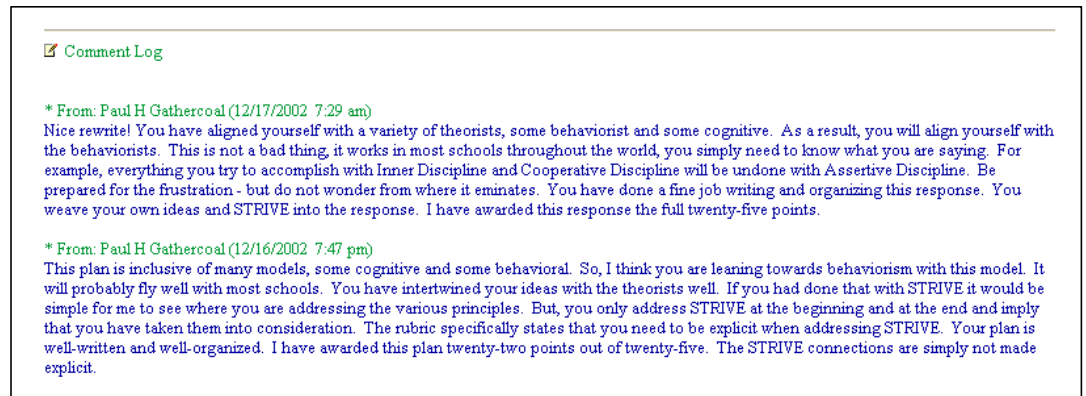 Comment Log
* From: Paul H Gathercoal (12/17/2002 7:29 am)
Nice rewrite! You have aligned yourself with a variety of theorists, some behaviorist and some cognitive. As a result, you will align yourself with
the behaviorists. This is not a bad thing, it works in most schools throughout the world, you simply need to know what you are saying. For
example, everything you try to accomplish with Inner Discipline and Cooperative Discipline will be undone with Assertive Discipline. Be
prepared for the frustration - but do not wonder from where it eminates. You have done a fine job writing and organizing this response. You
weave your own ideas and STRIVE into the response. I have awarded this response the full twenty-five points.
* From: Paul H Gathercoal (12/16/2002 7:47 pm)
This plan is inclusive of many models, some cognitive and some behavioral. So, I think you are leaning towards behaviorism with this model. It
will probably fly well with most schools. You have intertwined your ideas with the theorists well. If you had done that with STRIVE it would be
simple for me to see where you are addressing the various principles. But, you only address STRIVE at the beginning and at the end and imply
that you have taken them into consideration. The rubric specifically states that you need to be explicit when addressing STRIVE. Your plan is
well-written and well-organized. I have awarded this plan twenty-two points out of twenty-five. The STRIVE connections are simply not made
explicit.